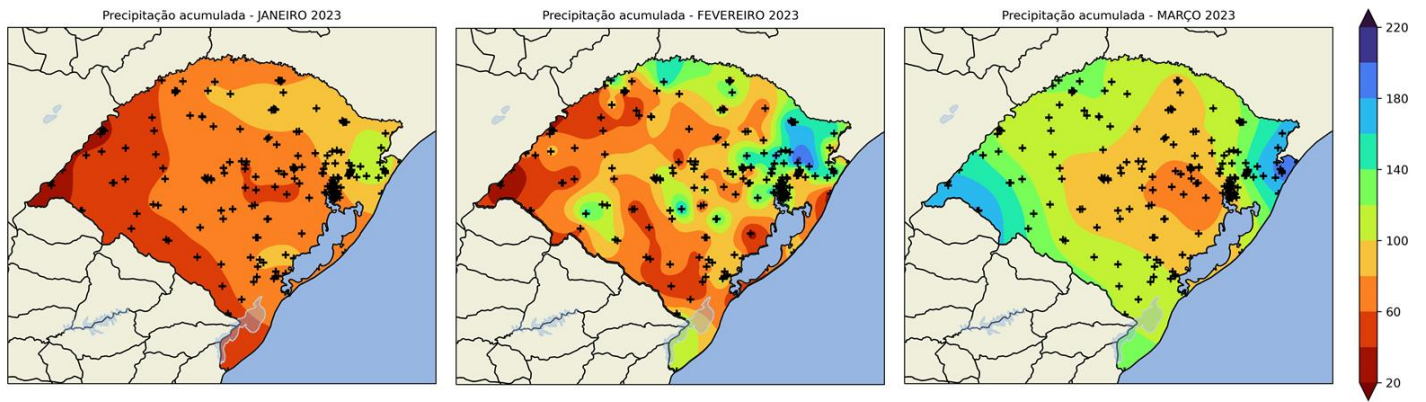 Precipitação acumulada - JANEIRO 2023
Precipitação acumulada - FEVEREIRO 2023
Precipitação acumulada - MARÇO 2023
220
180
140
100
60
20